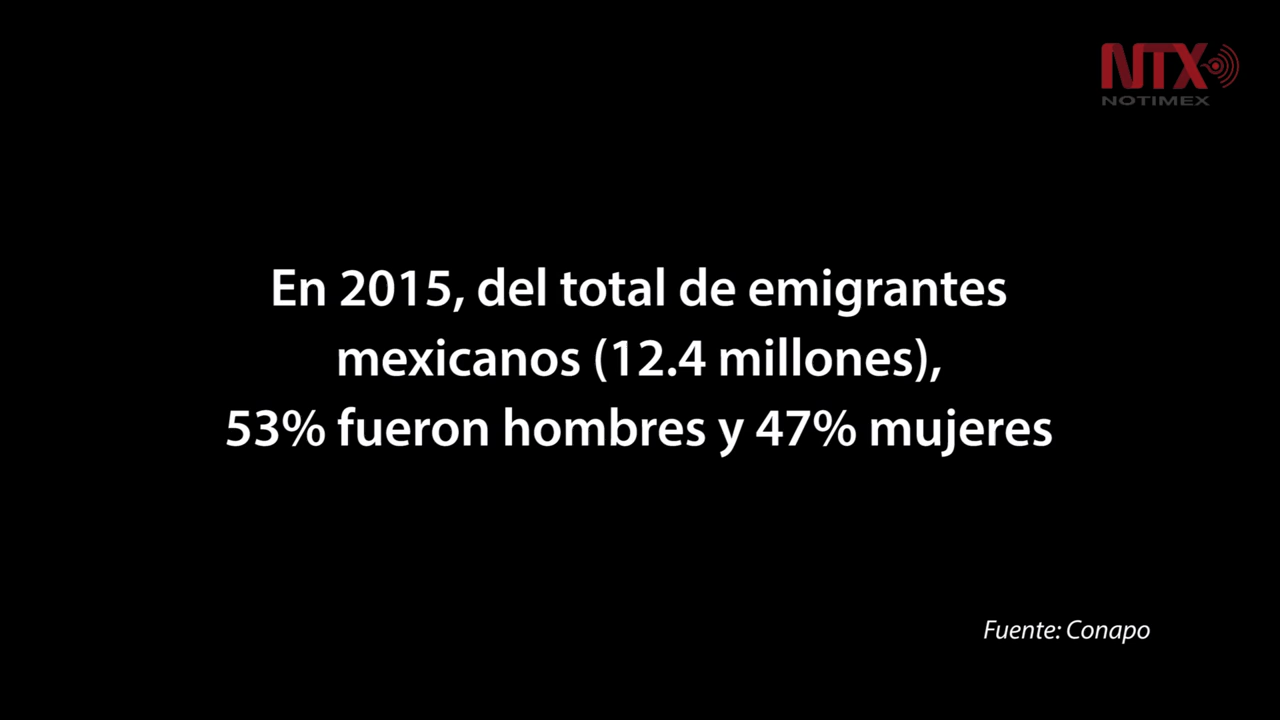 NTX
NOTIMEX
En 2015, del total de emigrantes
mexicanos (12.4 millones),
53% fueron hombres y 47% mujeres
Fuente: Conapo